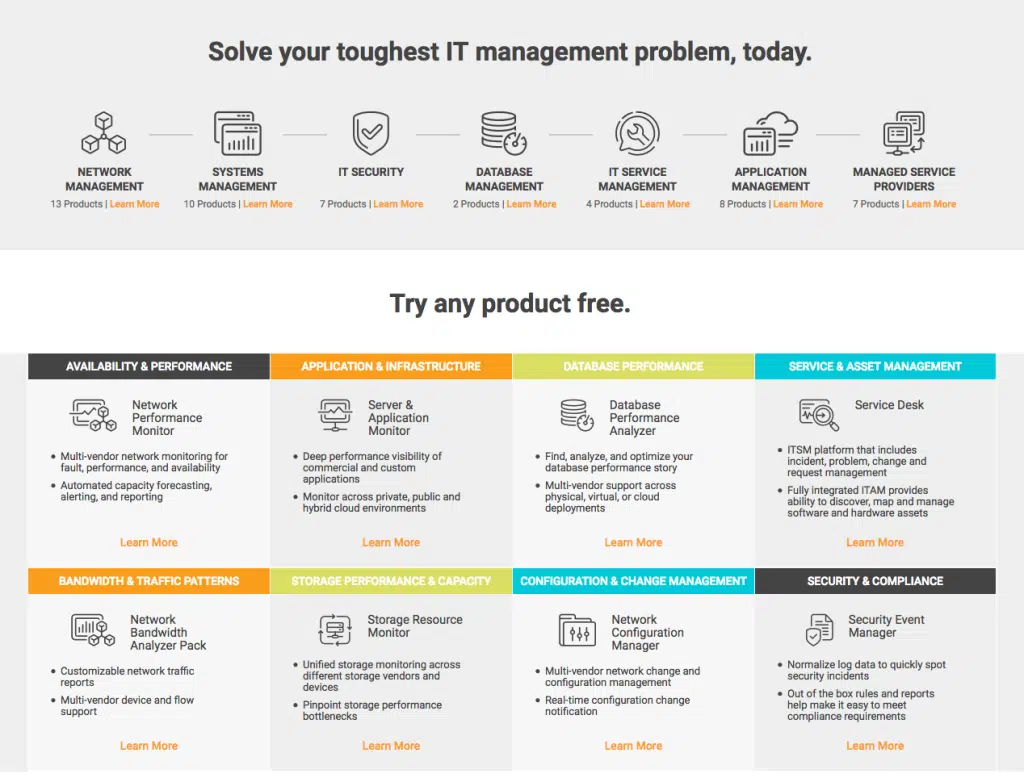 Solve your toughest IT management problem, today.
NETWORK
MANAGEMENT
13 Products | Learn More
SYSTEMS
MANAGEMENT
10 Products | Learn More
IT SECURITY
7 Products | Learn More
DATABASE
MANAGEMENT
2 Products | Learn More
IT SERVICE
MANAGEMENT
4 Products | Learn More
APPLICATION
MANAGEMENT
8 Products | Learn More
MANAGED SERVICE
PROVIDERS
7 Products | Learn More
Try any product free.
AVAILABILITY & PERFORMANCE
Network
Performance
Monitor
• Multi-vendor network monitoring for
fault, performance, and availability
• Automated capacity forecasting,
alerting, and reporting
Learn More
APPLICATION & INFRASTRUCTURE
Server &
Application
Monitor
• Deep performance visibility of
commercial and custom
applications
• Monitor across private, public and
hybrid cloud environments
Learn More
DATABASE PERFORMANCE
Database
Performance
Analyzer
• Find, analyze, and optimize your
database performance story
• Multi-vendor support across
physical, virtual, or cloud
deployments
Learn More
SERVICE & ASSET MANAGEMENT
Service Desk
• ITSM platform that includes
incident, problem, change and
request management
• Fully integrated ITAM provides
ability to discover, map and manage
software and hardware assets
Learn More
BANDWIDTH & TRAFFIC PATTERNS
Network
Bandwidth
Analyzer Pack
• Customizable network traffic
reports
• Multi-vendor device and flow
support
Learn More
STORAGE PERFORMANCE & CAPACITY
Storage Resource
Monitor
• Unified storage monitoring across
different storage vendors and
devices
• Pinpoint storage performance
bottlenecks
Learn More
CONFIGURATION & CHANGE MANAGEMENT
Network
Configuration
Manager
• Multi-vendor network change and
configuration management
• Real-time configuration change
notification
Learn More
SECURITY & COMPLIANCE
Security Event
Manager
• Normalize log data to quickly spot
security incidents
• Out of the box rules and reports
help make it easy to meet
compliance requirements
Learn More